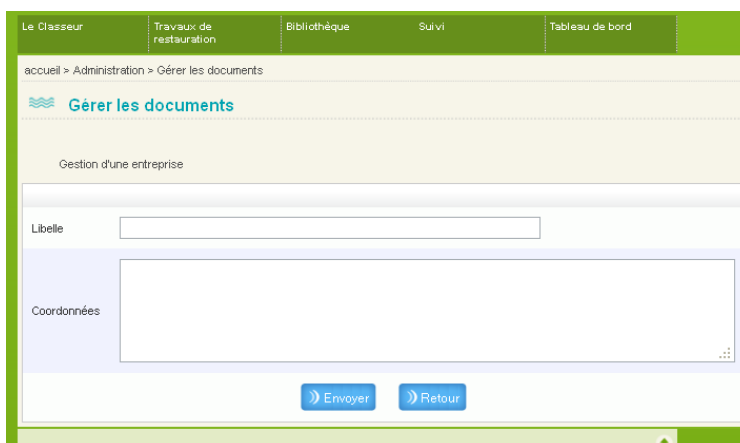 Le Classeur
Travaux de
restauration
Bibliothèque
Suivi
Tableau de bord
accueil > Administration > Gérer les documents
Gérer les documents
Gestion d'une entreprise
Libelle
Coordonnées
Envoyer
Retour